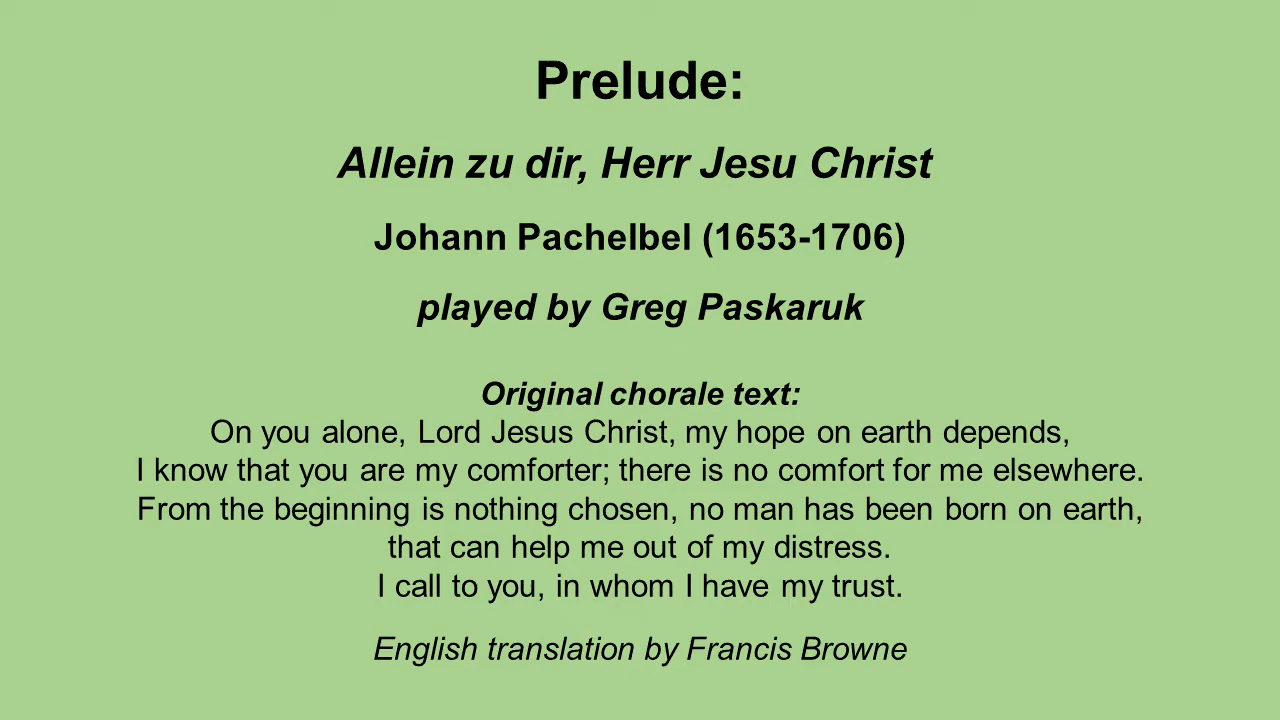 Prelude:
Allein zu dir, Herr Jesu Christ
Johann Pachelbel (1653-1706)
played by Greg Paskaruk
Original chorale text:
On you alone, Lord Jesus Christ, my hope on earth depends,
I know that you are my comforter; there is no comfort for me elsewhere.
From the beginning is nothing chosen, no man has been born on earth,
that can help me out of my distress.
I call to you, in whom I have my trust.
English translation by Francis Browne